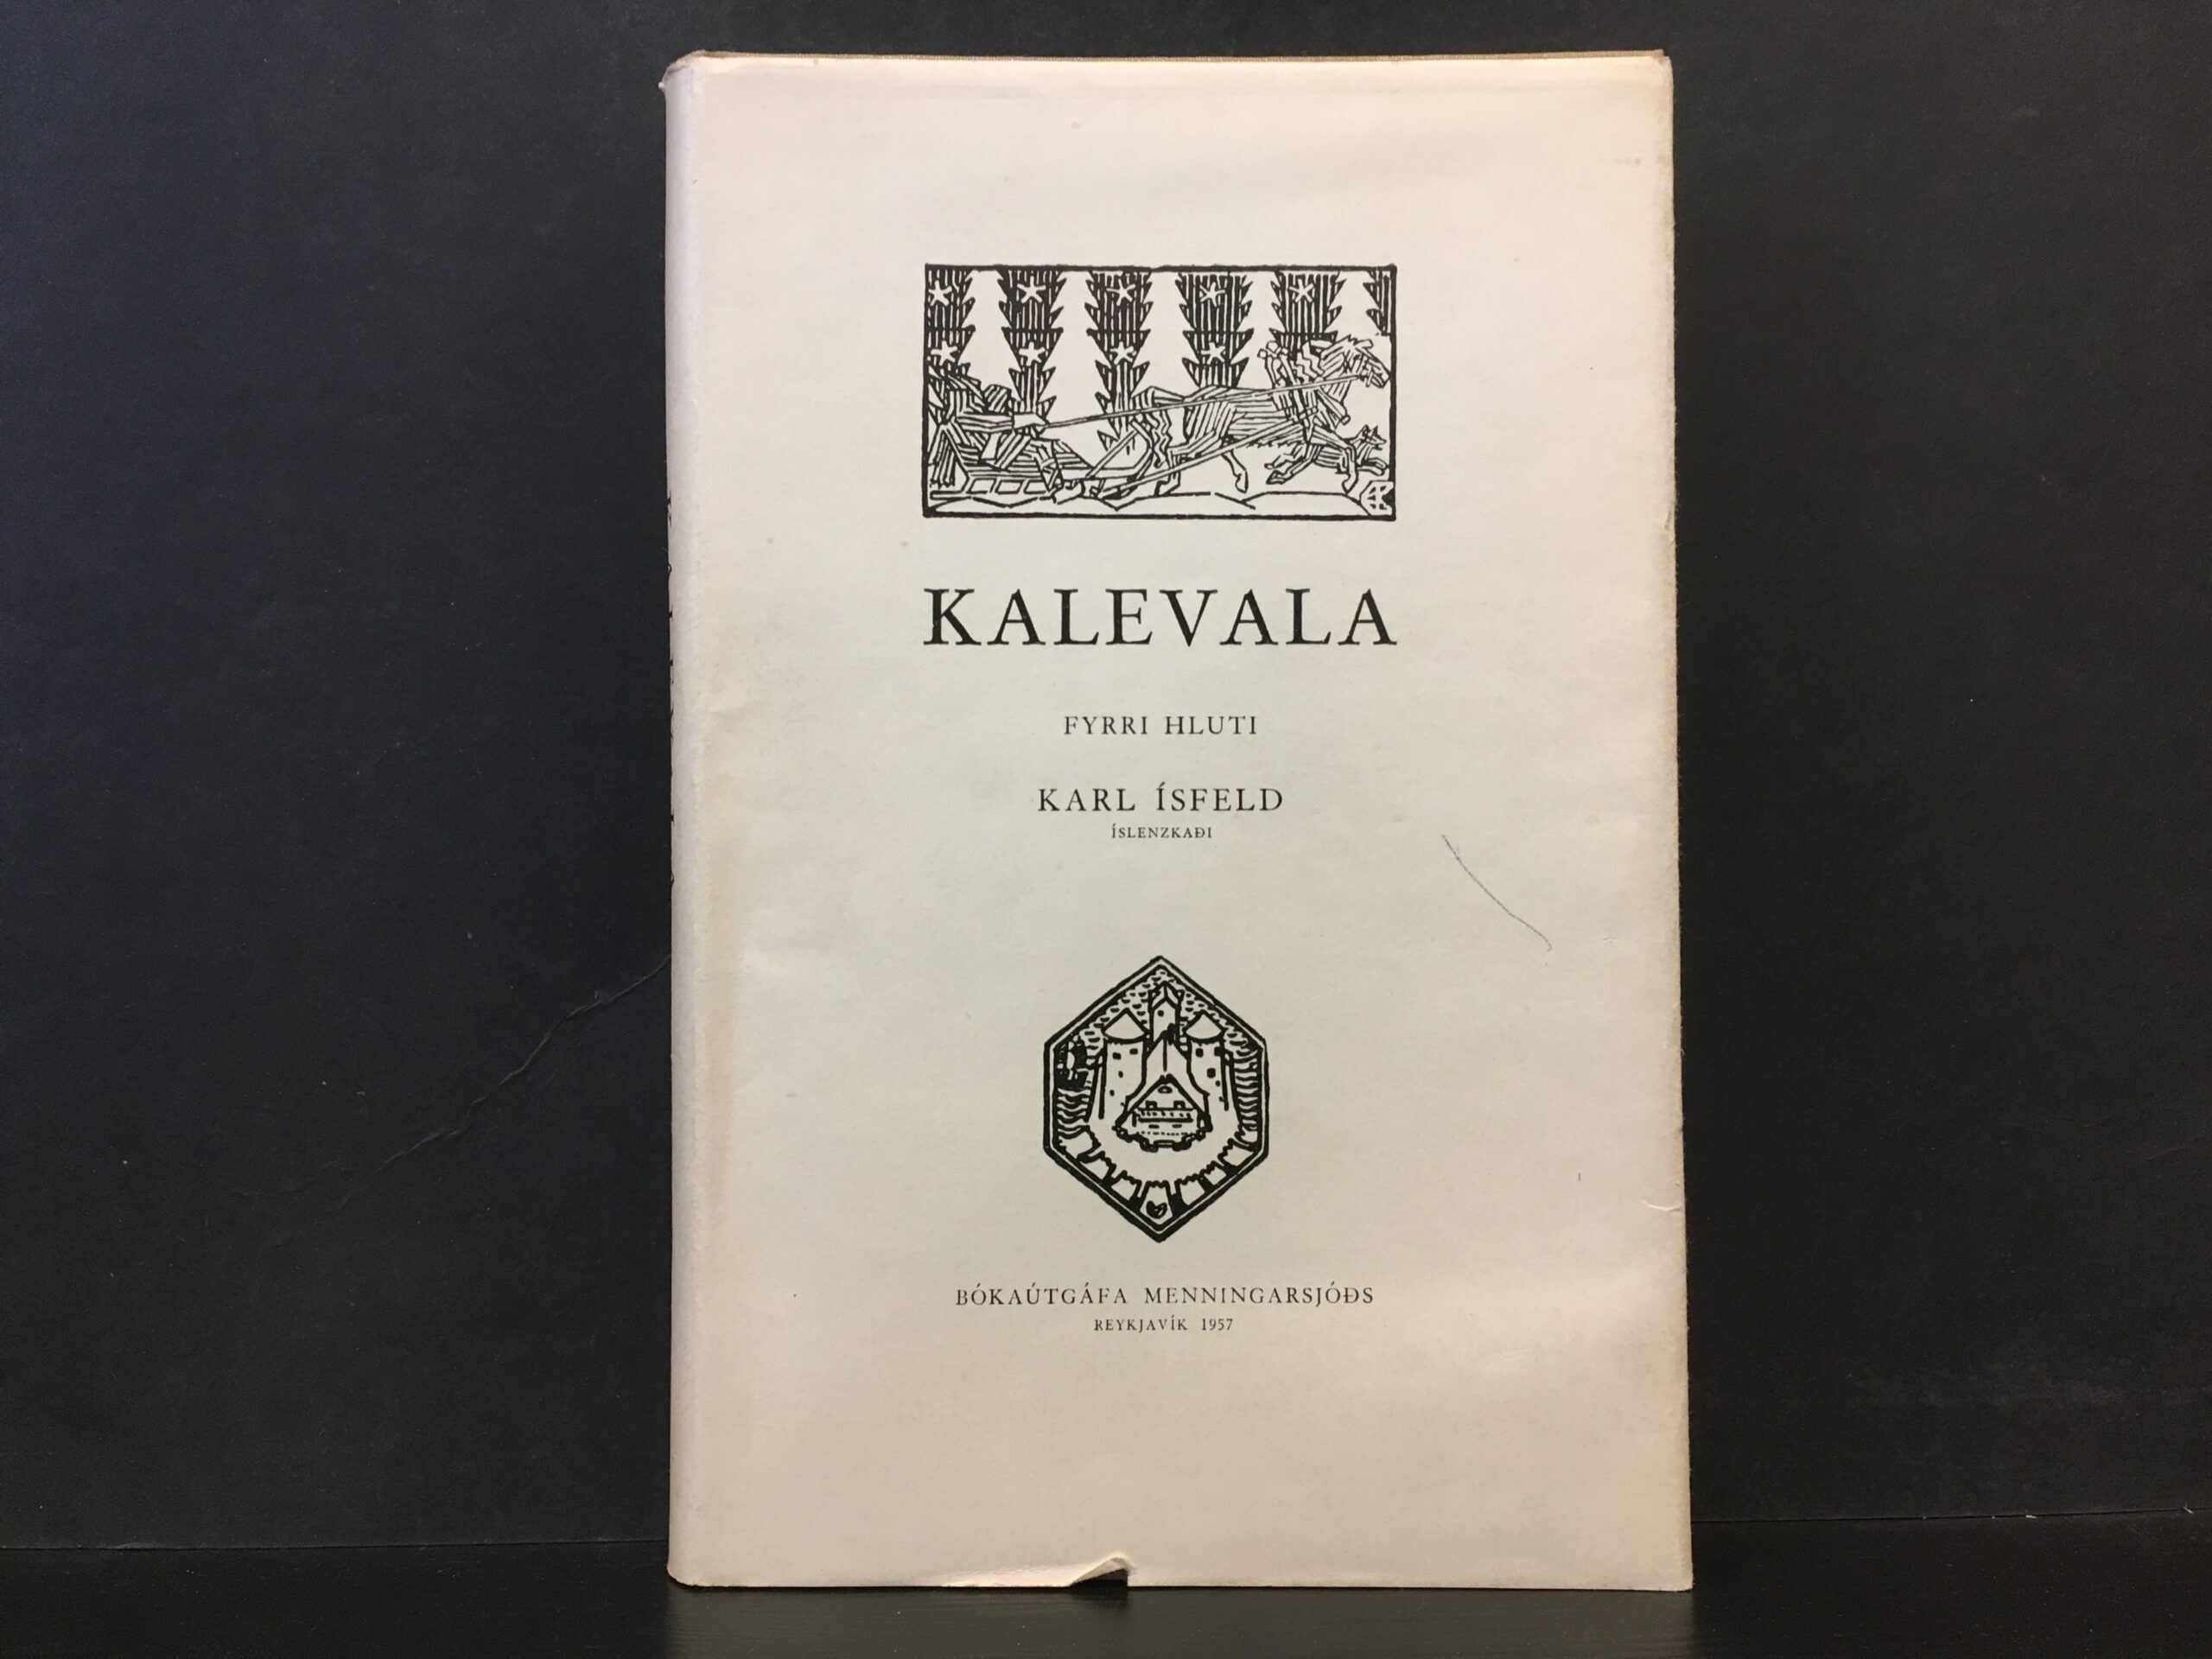 KALEVALA
FYRRI HLUTI
KARL ÍSFELD
ÍSLENZKAÐI
BÓKAÚTGÁFA MENNINGARSJÓÐS
REYKJAVÍK 1957